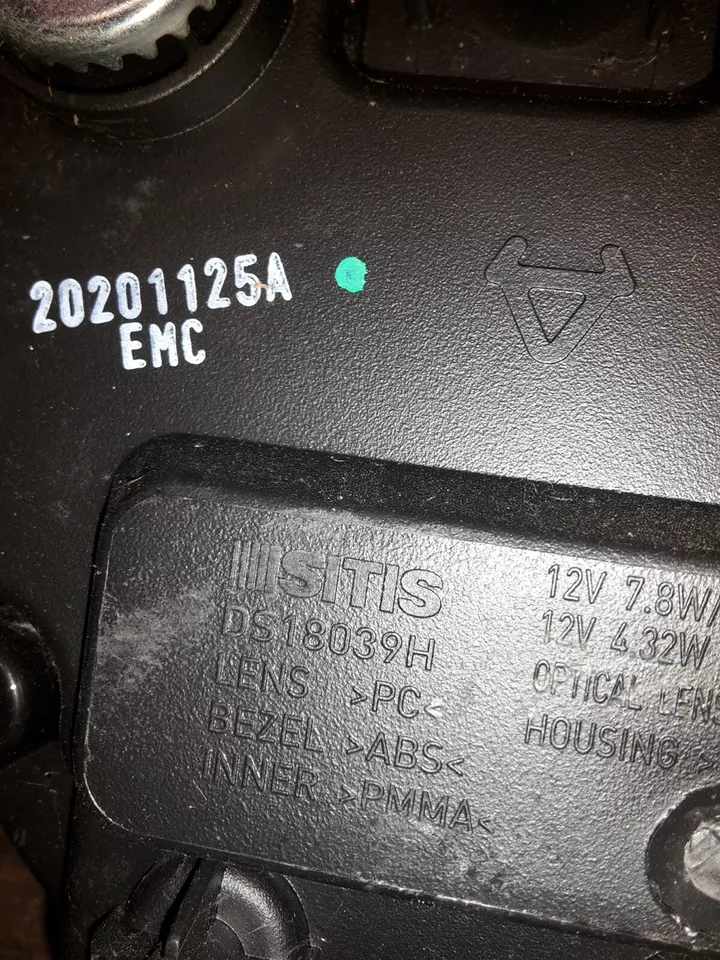 20201125A
EMC
SITIS
DS18039H
LENS >PC<
BEZEL >ABS<
INNER >PMMA<
12V 7.8W/
12V 4.32W
OPTICAL LENS
HOUSING >